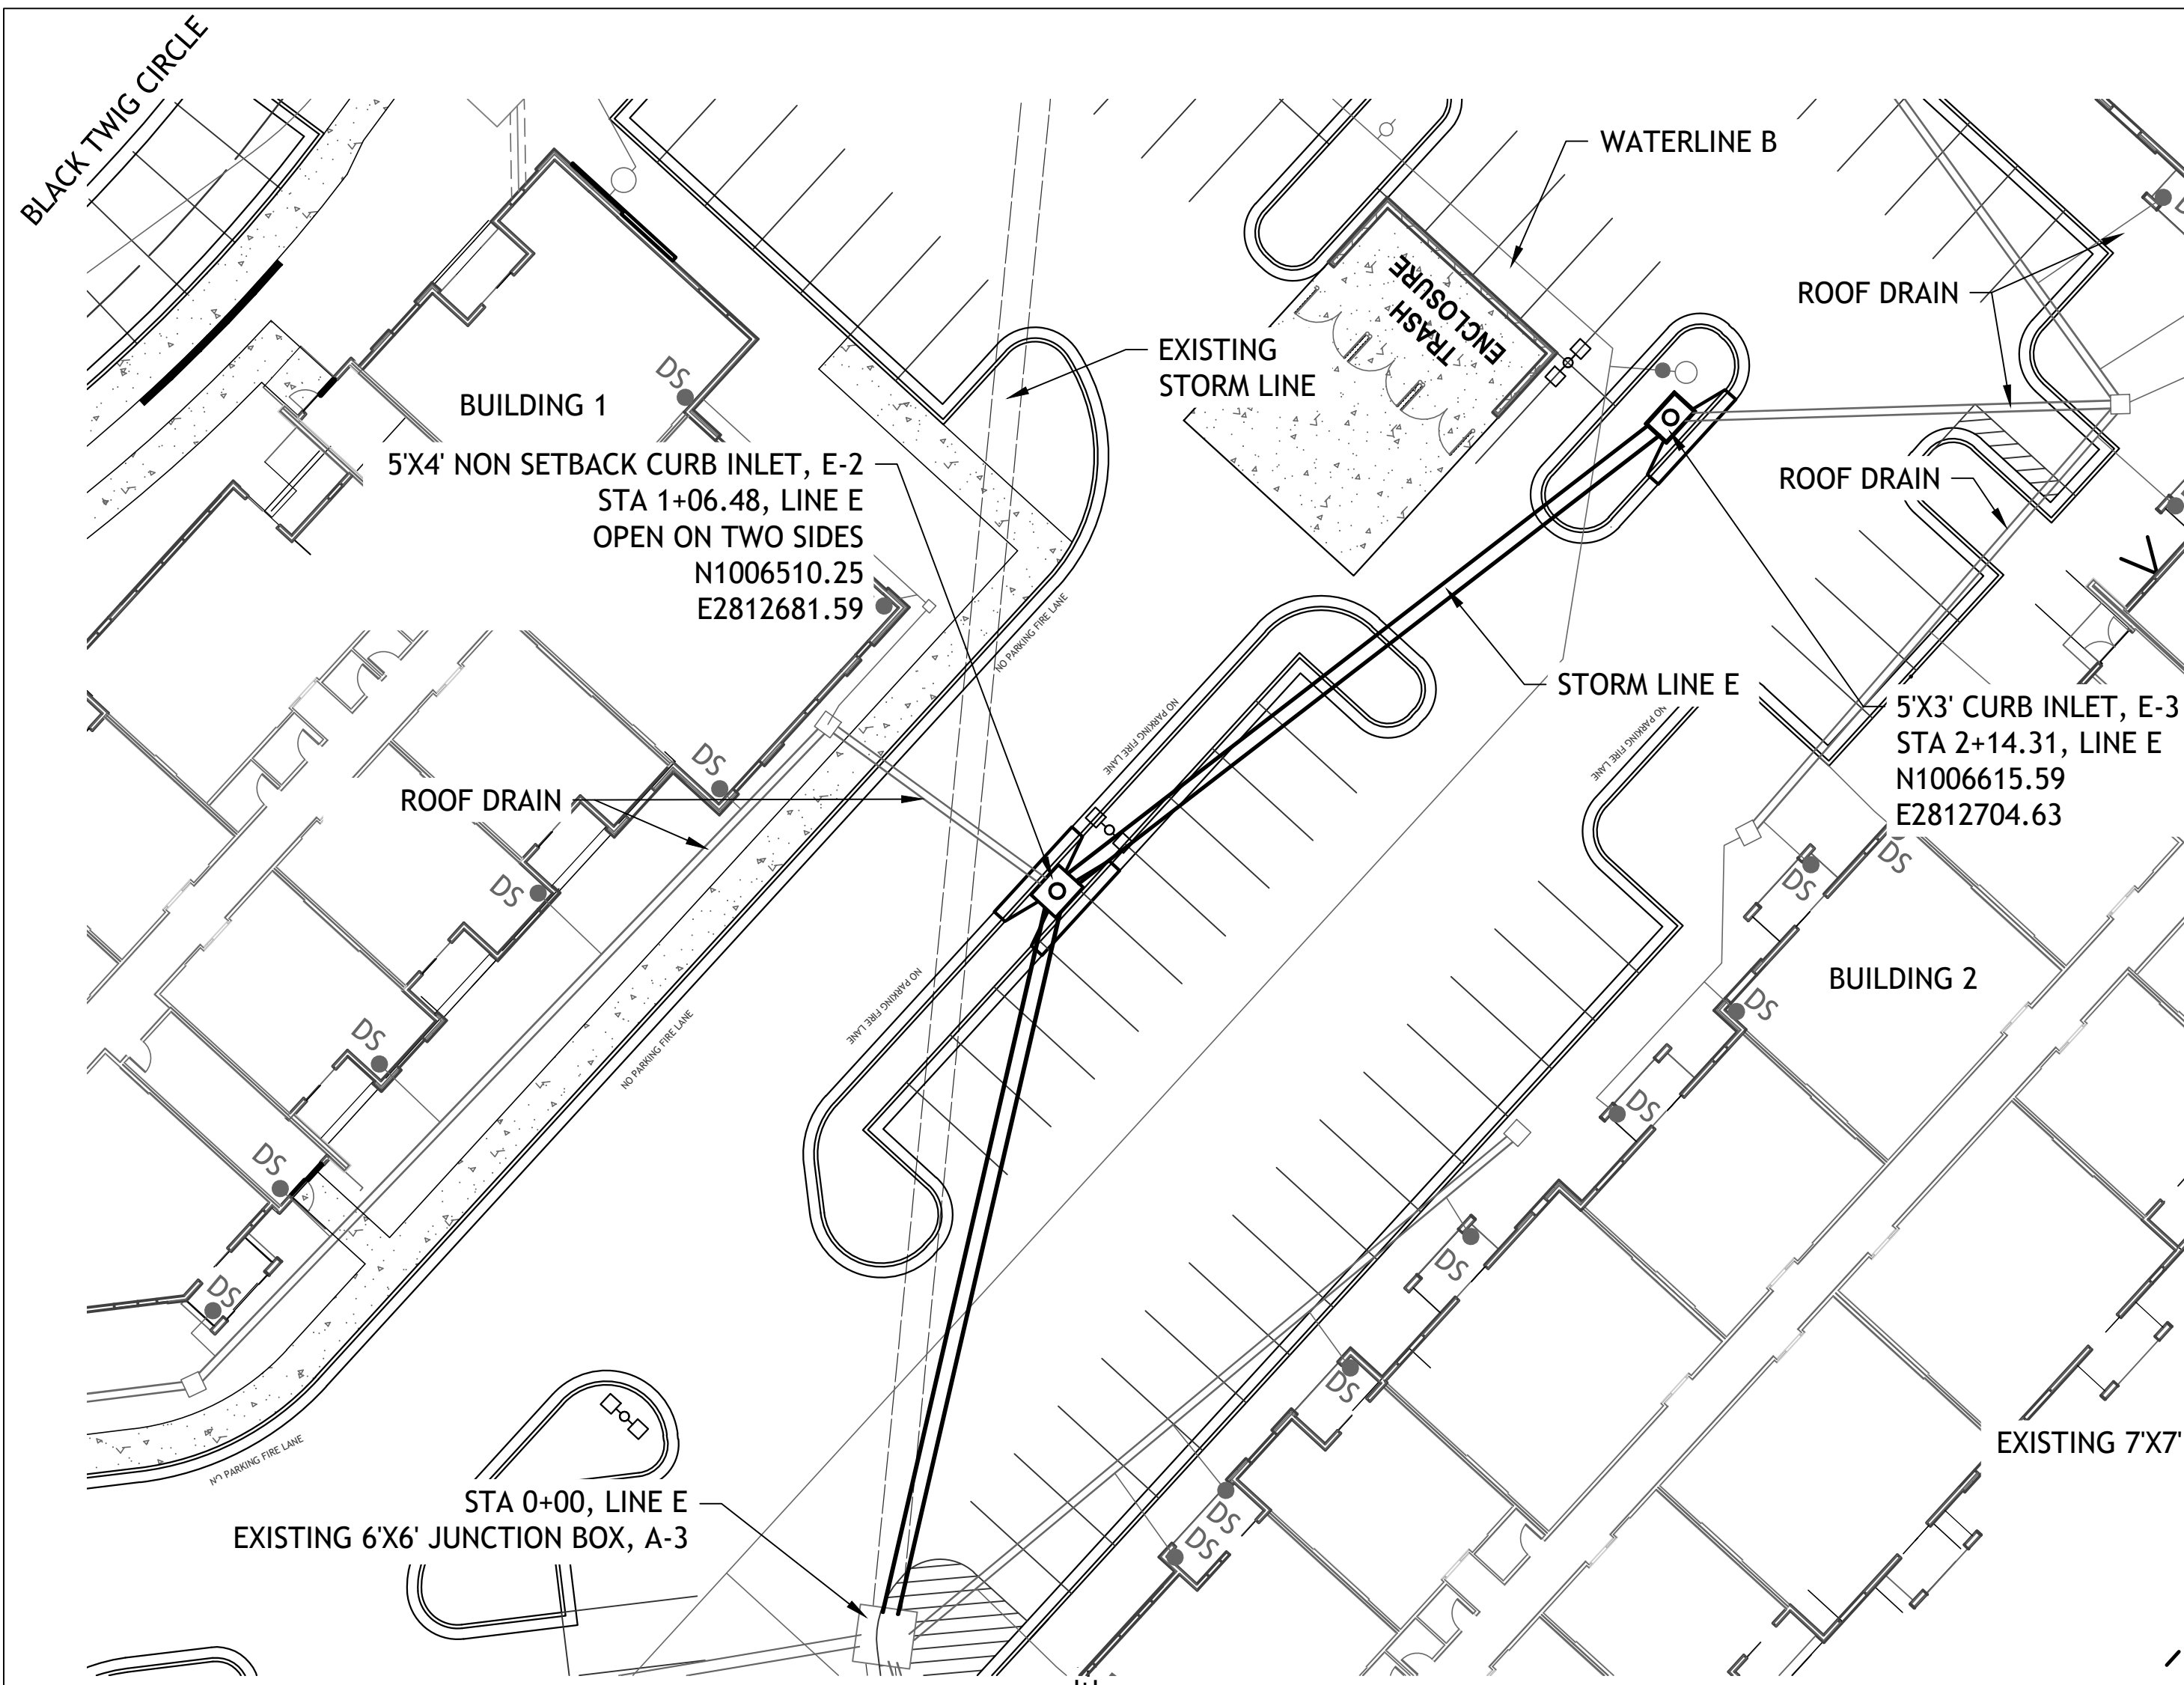 BLACK TWIG CIRCLE
WATERLINE B
TRASH
ENCLOSURE
ROOF DRAIN
EXISTING
STORM LINE
DS
BUILDING 1
5'X4' NON SETBACK CURB INLET, E-2
STA 1+06.48, LINE E
OPEN ON TWO SIDES
N1006510.25
E2812681.59
ROOF DRAIN
NO PARKING FIRE LANE
STORM LINE E
5'X3' CURB INLET, E-3
STA 2+14.31, LINE E
N1006615.59
E2812704.63
NO PARKING FIRE LANE
NO PARKING FIRE LANE
DS
ROOF DRAIN
DS
DS
DS
BUILDING 2
DS
NO PARKING FIRE LANE
DS
NO PARKING FIRE LANE
DS
DS
DS
DS
DS
EXISTING 7'X7'
NO PARKING FIRE LANE
STA 0+00, LINE E
EXISTING 6'X6' JUNCTION BOX, A-3
DS
DS